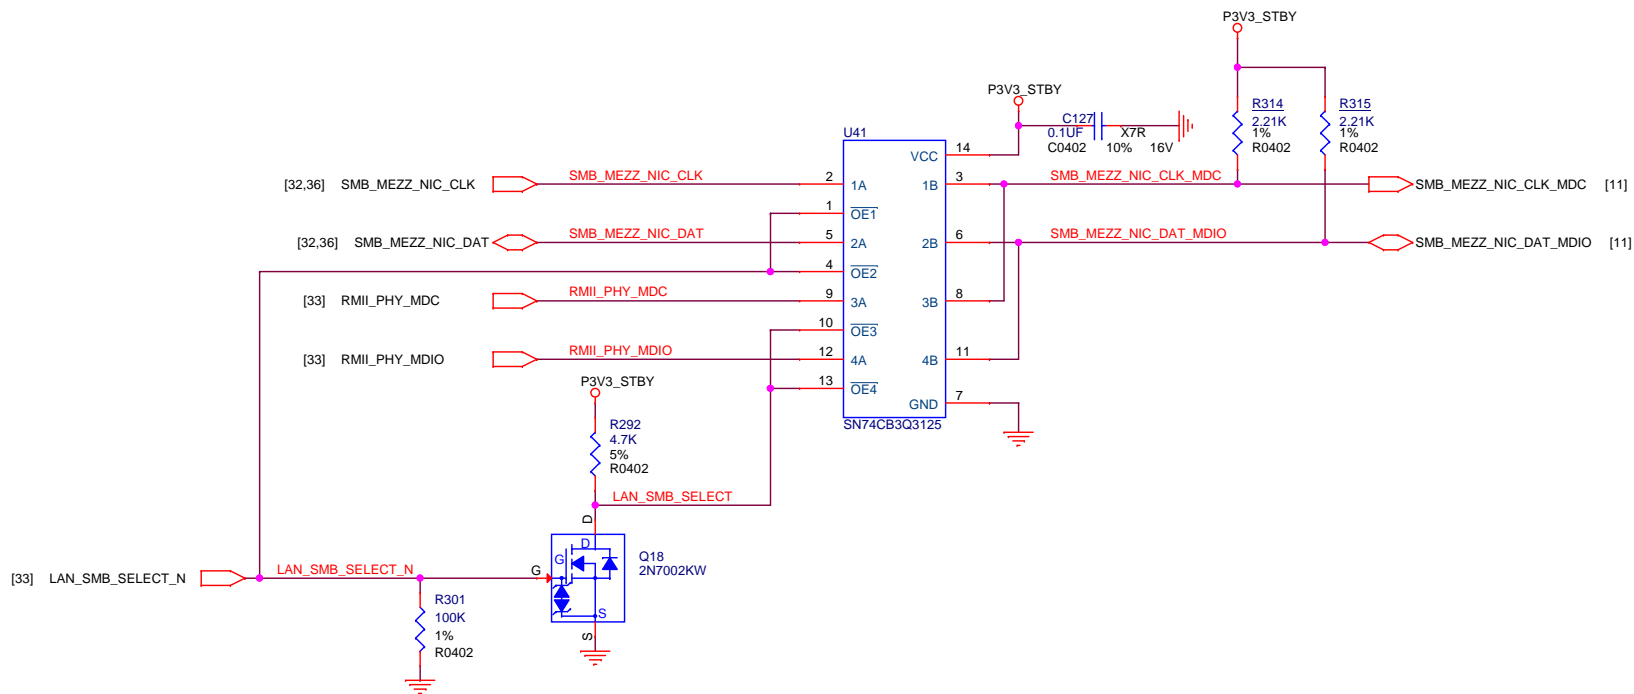 P3V3_STBY
P3V3_STBY
R314
2.21K
1%
R0402
R315
2.21K
1%
R0402
C127
0.1UF
C0402
X7R
10%
16V
U41
VCC 14
[32,36] SMB_MEZZ_NIC_CLK SMB_MEZZ_NIC_CLK 2 1A 1B 3 SMB_MEZZ_NIC_CLK_MDC SMB_MEZZ_NIC_CLK_MDC [11]
1 OE1
[32,36] SMB_MEZZ_NIC_DAT SMB_MEZZ_NIC_DAT 5 2A 2B 6 SMB_MEZZ_NIC_DAT_MDIO SMB_MEZZ_NIC_DAT_MDIO [11]
4 OE2
[33] RMII_PHY_MDC RMII_PHY_MDC 9 3A 3B 8
10 OE3
[33] RMII_PHY_MDIO RMII_PHY_MDIO 12 4A 4B 11
13 OE4
GND 7
SN74CB3Q3125
P3V3_STBY
R292
4.7K
5%
R0402
LAN_SMB_SELECT
D
D
G
S
Q18
2N7002KW
[33] LAN_SMB_SELECT_N LAN_SMB_SELECT_N G
S
R301
100K
1%
R0402